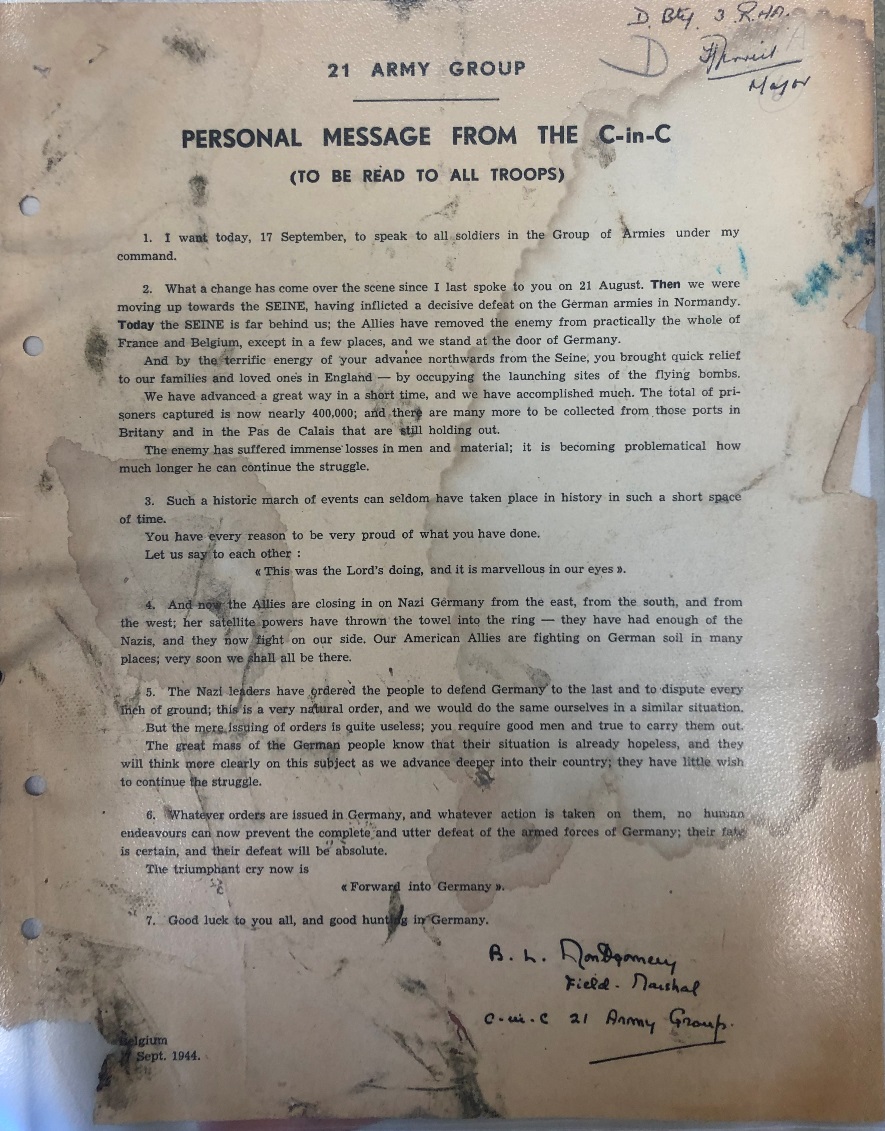 D. Bty. 3 R.H.A.
D
Major
21 ARMY GROUP
PERSONAL MESSAGE FROM THE C-in-C
(TO BE READ TO ALL TROOPS)
1. I want today, 17 September, to speak to all soldiers in the Group of Armies under my
command.
2. What a change has come over the scene since I last spoke to you on 21 August. Then we were
moving up towards the SEINE, having inflicted a decisive defeat on the German armies in Normandy.
Today the SEINE is far behind us; the Allies have removed the enemy from practically the whole of
France and Belgium, except in a few places, and we stand at the door of Germany.
And by the terrific energy of your advance northwards from the Seine, you brought quick relief
to our families and loved ones in England — by occupying the launching sites of the flying bombs.
We have advanced a great way in a short time, and we have accomplished much. The total of pri-
soners captured is now nearly 400,000; and there are many more to be collected from those ports in
Britany and in the Pas de Calais that are still holding out.
The enemy has suffered immense losses in men and material; it is becoming problematical how
much longer he can continue the struggle.
3. Such a historic march of events can seldom have taken place in history in such a short space
of time.
You have every reason to be very proud of what you have done.
Let us say to each other :
« This was the Lord's doing, and it is marvellous in our eyes ».
4. And now the Allies are closing in on Nazi Germany from the east, from the south, and from
the west; her satellite powers have thrown the towel into the ring — they have had enough of the
Nazis, and they now fight on our side. Our American Allies are fighting on German soil in many
places; very soon we shall all be there.
5. The Nazi leaders have ordered the people to defend Germany to the last and to dispute every
inch of ground; this is a very natural order, and we would do the same ourselves in a similar situation.
But the mere issuing of orders is quite useless; you require good men and true to carry them out.
The great mass of the German people know that their situation is already hopeless, and they
will think more clearly on this subject as we advance deeper into their country; they have little wish
to continue the struggle.
6. Whatever orders are issued in Germany, and whatever action is taken on them, no human
endeavours can now prevent the complete and utter defeat of the armed forces of Germany; their fate
is certain, and their defeat will be absolute.
The triumphant cry now is
« Forward into Germany ».
7. Good luck to you all, and good hunting in Germany.
B. L. Montgomery
Field-Marshal
C-in-C 21 Army Group.
Belgium
Sept. 1944.